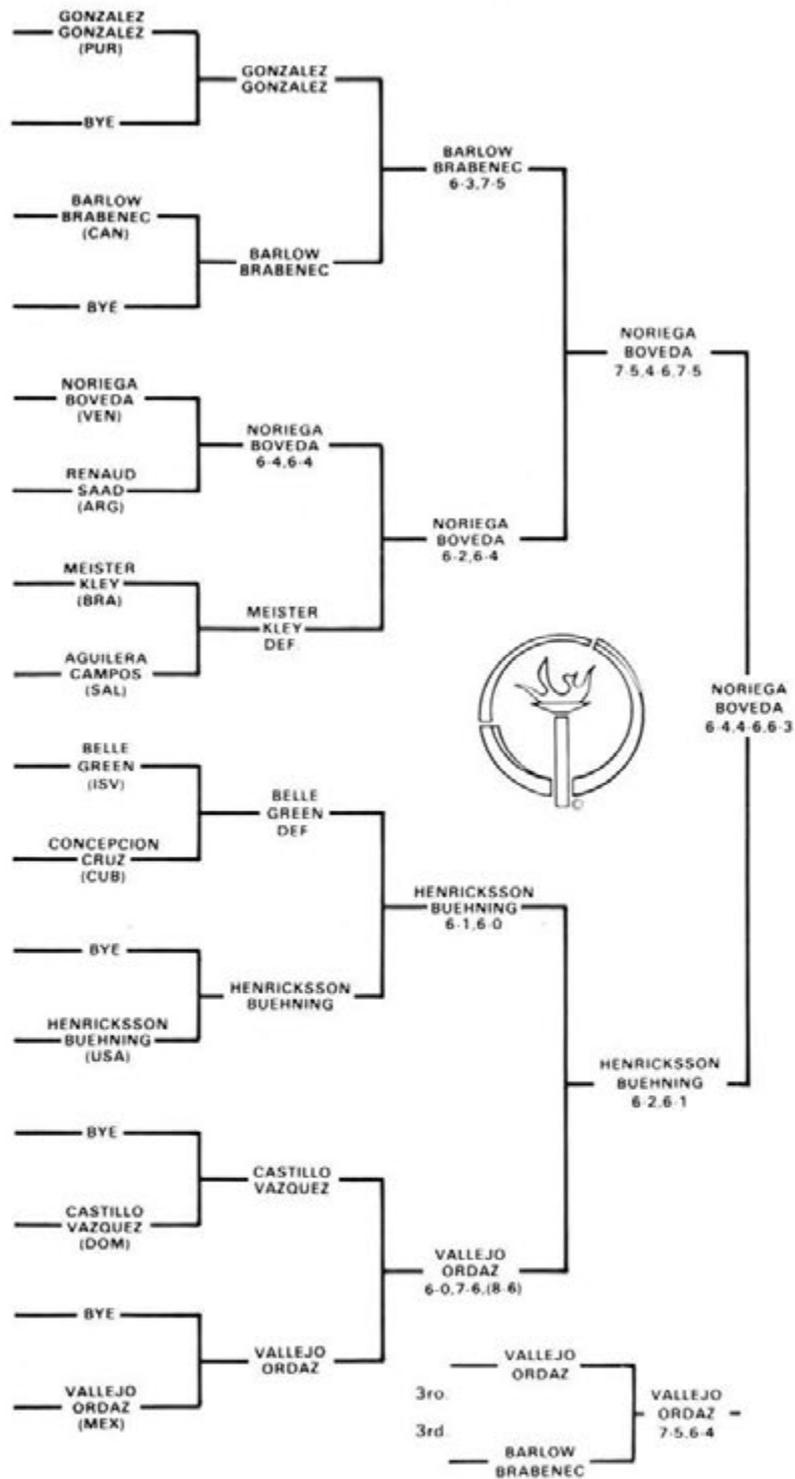 GONZALEZ
GONZALEZ
(PUR)
BYE
BARLOW
BRABENEC
(CAN)
BYE
NORIEGA
BOVEDA
(VEN)
RENAUD
SAAD
(ARG)
MEISTER
KLEY
(BRA)
AGUILERA
CAMPOS
(SAL)
BELLE
GREEN
(ISV)
CONCEPCION
CRUZ
(CUB)
BYE
HENRICKSSON
BUEHNING
(USA)
BYE
CASTILLO
VAZQUEZ
(DOM)
BYE
VALLEJO
ORDAZ
(MEX)
GONZALEZ
GONZALEZ
BARLOW
BRABENEC
NORIEGA
BOVEDA
6-4,6-4
MEISTER
KLEY
DEF.
BELLE
GREEN
DEF
HENRICKSSON
BUEHNING
CASTILLO
VAZQUEZ
VALLEJO
ORDAZ
BARLOW
BRABENEC
6-3,7-5
NORIEGA
BOVEDA
6-2,6-4
HENRICKSSON
BUEHNING
6-1,6-0
VALLEJO
ORDAZ
6-0,7-6,(8-6)
NORIEGA
BOVEDA
7-5,4-6,7-5
HENRICKSSON
BUEHNING
6-2,6-1
NORIEGA
BOVEDA
6-4,4-6,6-3
©
3ro.
3rd.
VALLEJO
ORDAZ
BARLOW
BRABENEC
VALLEJO
ORDAZ
7-5,6-4